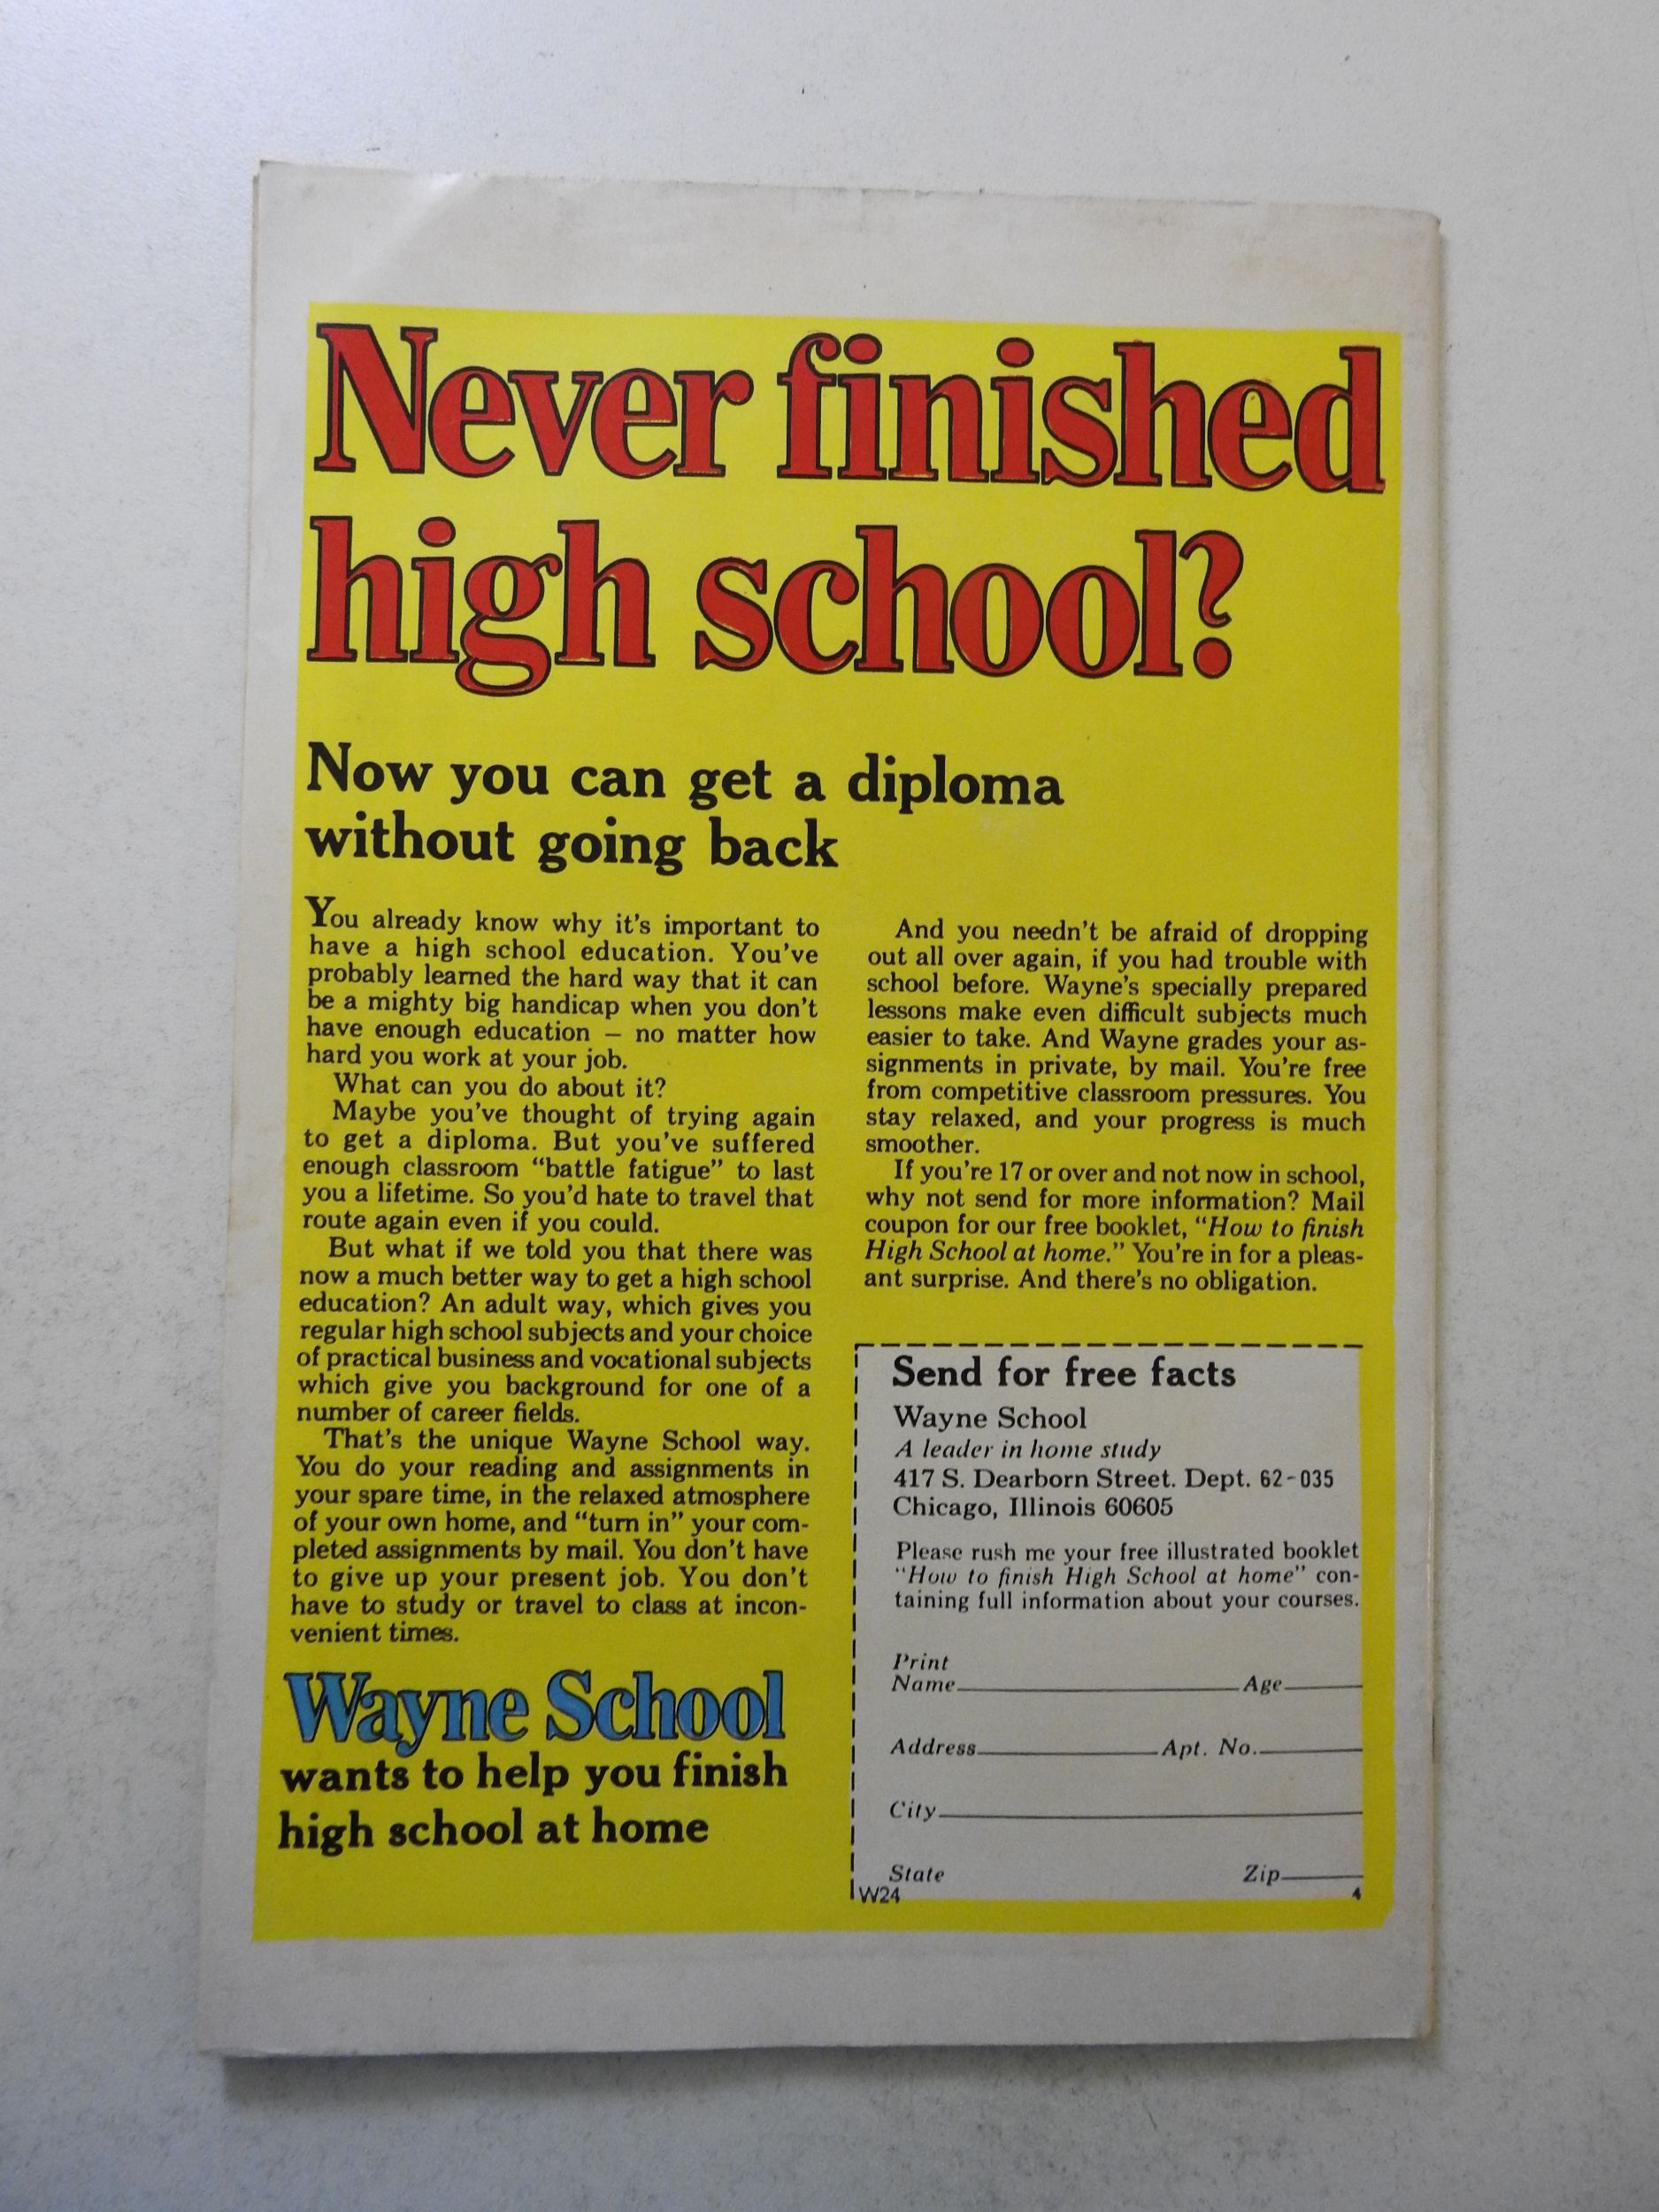 Never finished
high school?
Now you can get a diploma
without going back
You already know why it's important to
have a high school education. You've
probably learned the hard way that it can
be a mighty big handicap when you don't
have enough education – no matter how
hard you work at your job.
What can you do about it?
Maybe you've thought of trying again
to get a diploma. But you've suffered
enough classroom “battle fatigue” to last
you a lifetime. So you'd hate to travel that
route again even if you could.
But what if we told you that there was
now a much better way to get a high school
education? An adult way, which gives you
regular high school subjects and your choice
of practical business and vocational subjects
which give you background for one of a
number of career fields.
That's the unique Wayne School way.
You do your reading and assignments in
your spare time, in the relaxed atmosphere
of your own home, and “turn in” your com-
pleted assignments by mail. You don't have
to give up your present job. You don't
have to study or travel to class at incon-
venient times.
Wayne School
wants to help you finish
high school at home
And you needn't be afraid of dropping
out all over again, if you had trouble with
school before. Wayne's specially prepared
lessons make even difficult subjects much
easier to take. And Wayne grades your as-
signments in private, by mail. You're free
from competitive classroom pressures. You
stay relaxed, and your progress is much
smoother.
If you're 17 or over and not now in school,
why not send for more information? Mail
coupon for our free booklet, “How to finish
High School at home.” You're in for a pleas-
ant surprise. And there's no obligation.
Send for free facts
Wayne School
A leader in home study
417 S. Dearborn Street. Dept. 62-035
Chicago, Illinois 60605
Please rush me your free illustrated booklet
“How to finish High School at home” con-
taining full information about your courses.
Print
Name Age
Address Apt. No.
City
State Zip
W24 4